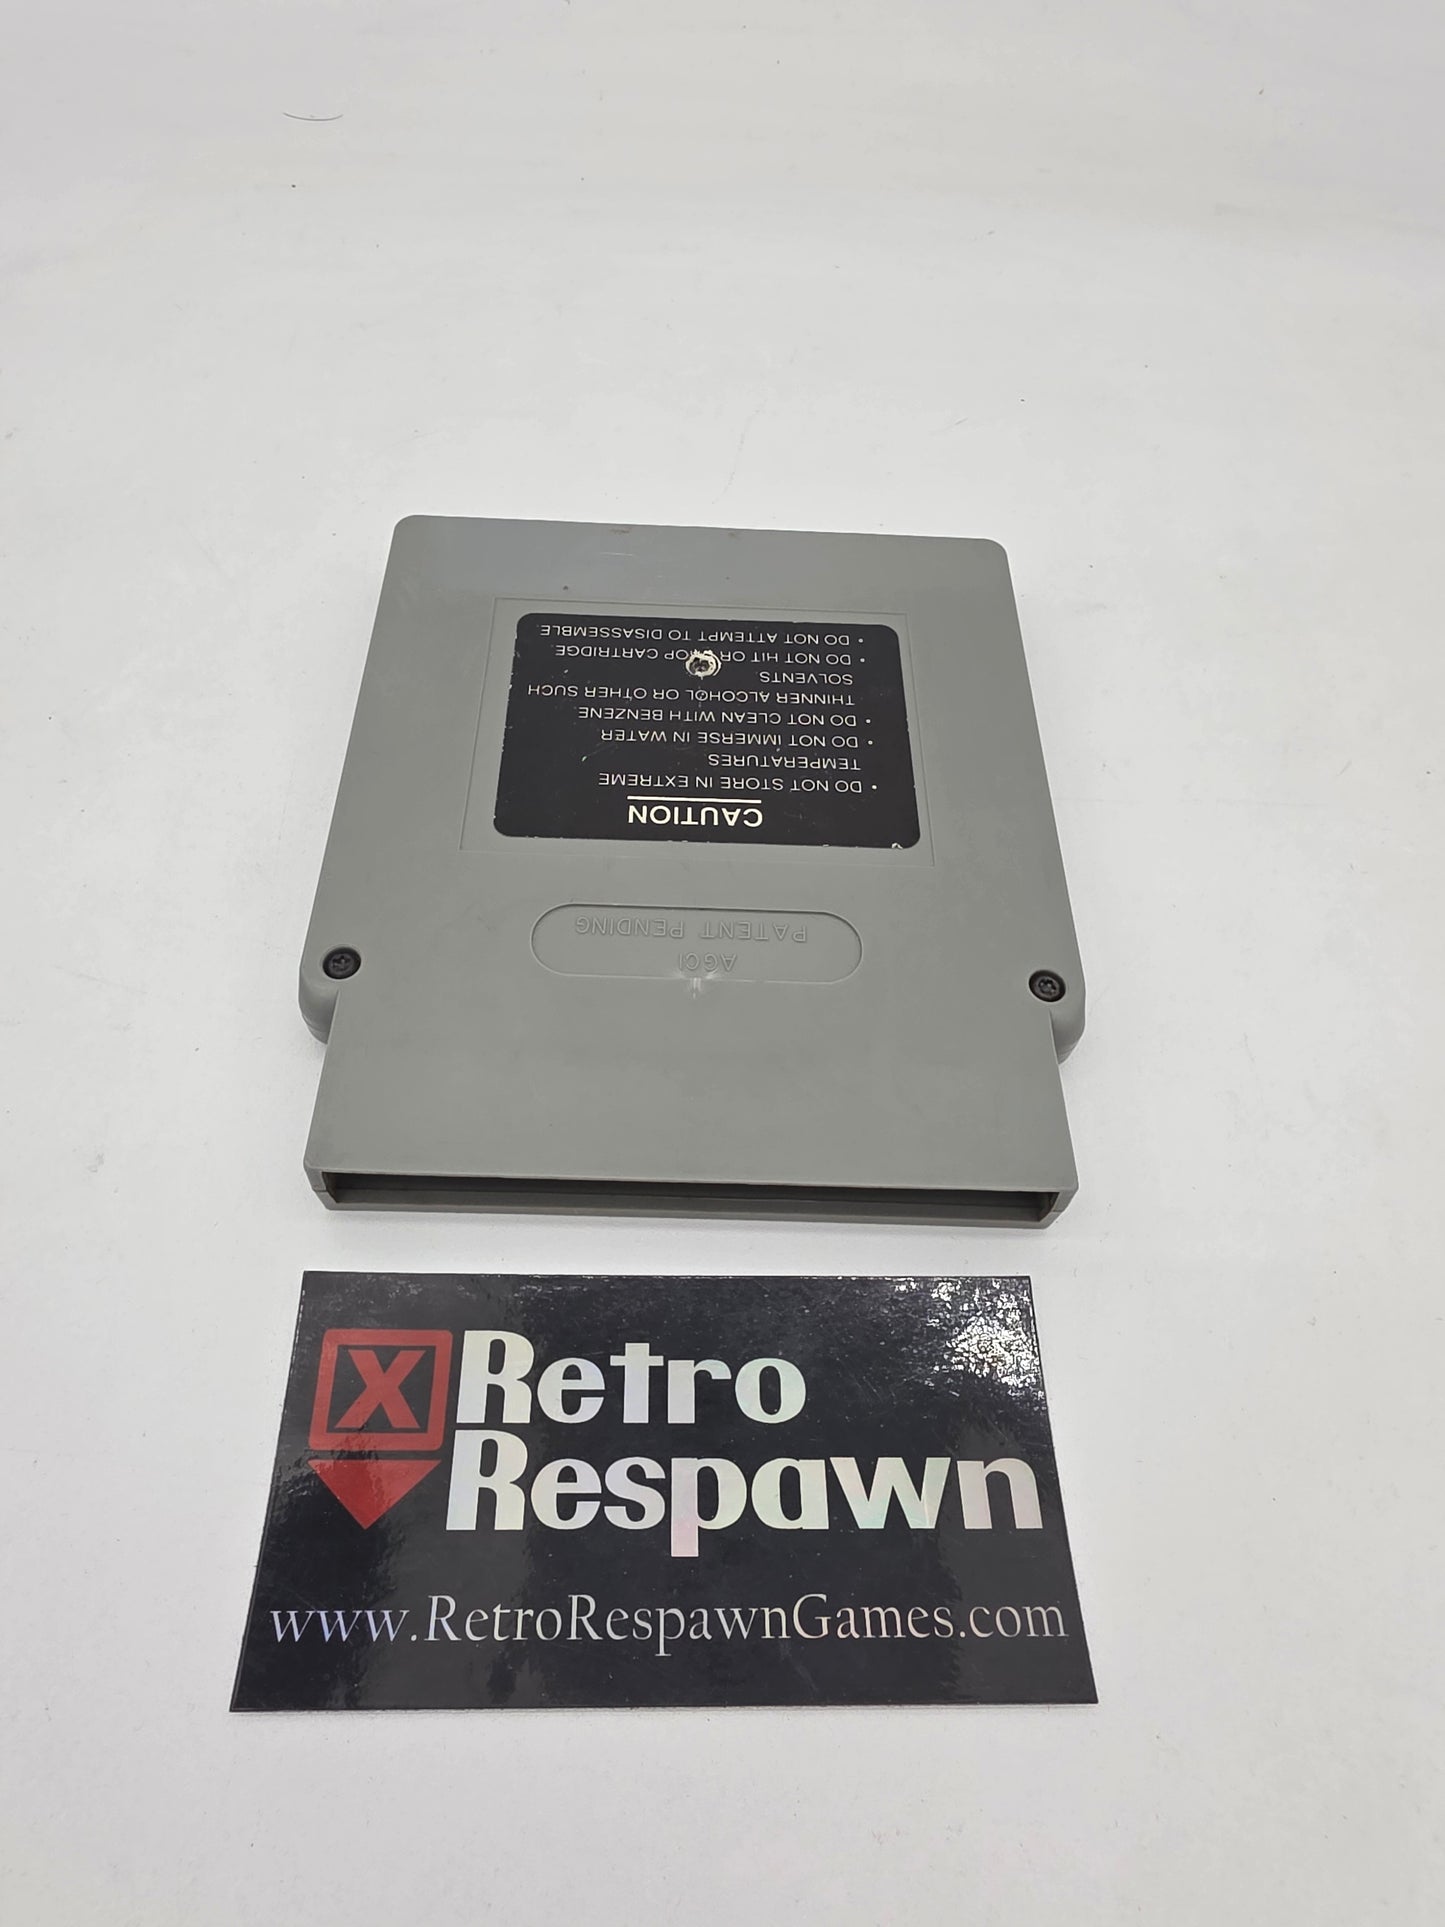 CAUTION
• DO NOT STORE IN EXTREME
TEMPERATURES
• DO NOT IMMERSE IN WATER
• DO NOT CLEAN WITH BENZENE
THINNER ALCOHOL OR OTHER SUCH
SOLVENTS
• DO NOT HIT OR DROP CARTRIDGE
• DO NOT ATTEMPT TO DISASSEMBLE
AGCI
PATENT PENDING
X Retro
Respawn
www.RetroRespawnGames.com